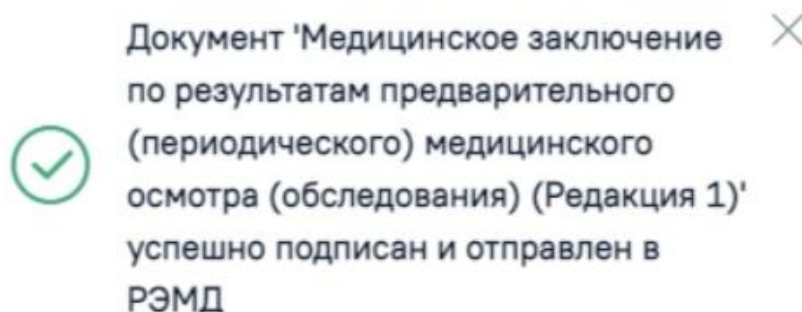 Документ 'Медицинское заключение
по результатам предварительного
(периодического) медицинского
осмотра (обследования) (Редакция 1)'
успешно подписан и отправлен в
РЭМД